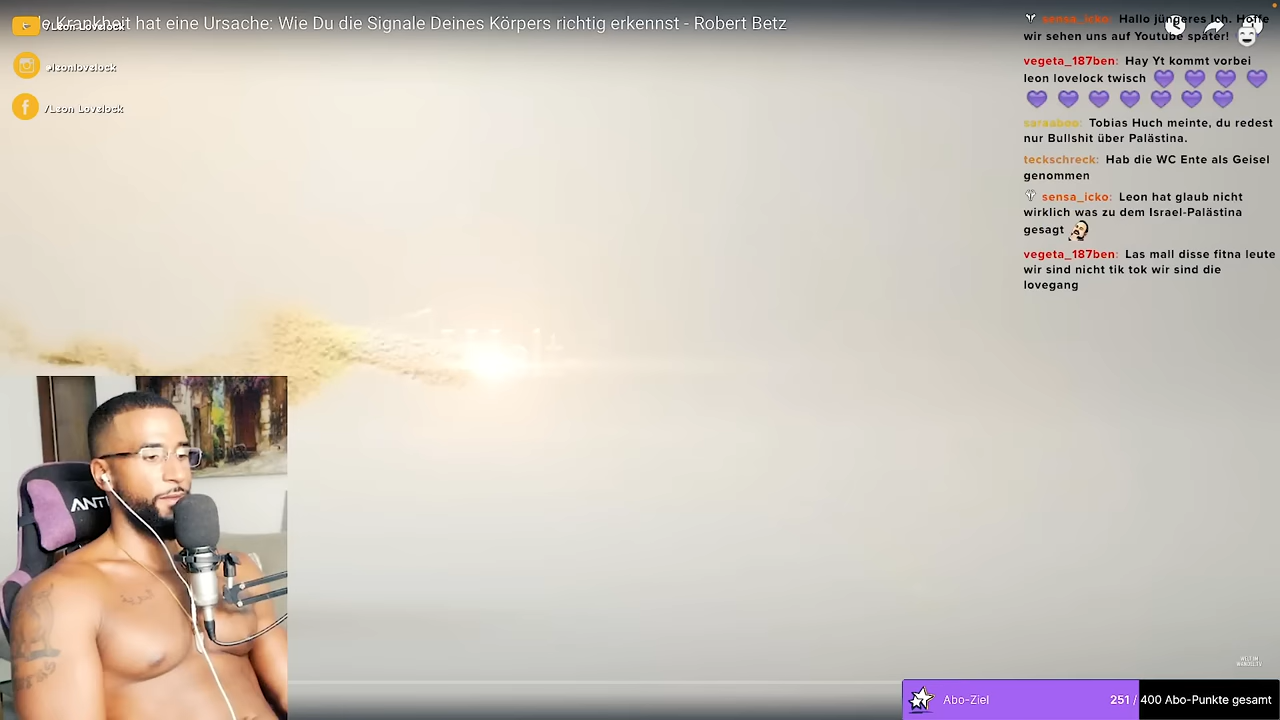 Krankheit hat eine Ursache: Wie Du die Signale Deines Körpers richtig erkennst - Robert Betz
/Leon Lovelock
leonlovelock
/Leon Lovelock
sensa_icko: Hallo jüngeres Ich. Hoffe
wir sehen uns auf Youtube später!
vegeta_187ben: Hay Yt kommt vorbei
leon lovelock twisch
saraaboo: Tobias Huch meinte, du redest
nur Bullshit über Palästina.
teckschreck: Hab die WC Ente als Geisel
genommen
sensa_icko: Leon hat glaub nicht
wirklich was zu dem Israel-Palästina
gesagt
vegeta_187ben: Las mall disse fitna leute
wir sind nicht tik tok wir sind die
lovegang
ANT
WELT IM
WANDEL.TV
Abo-Ziel
251 / 400 Abo-Punkte gesamt